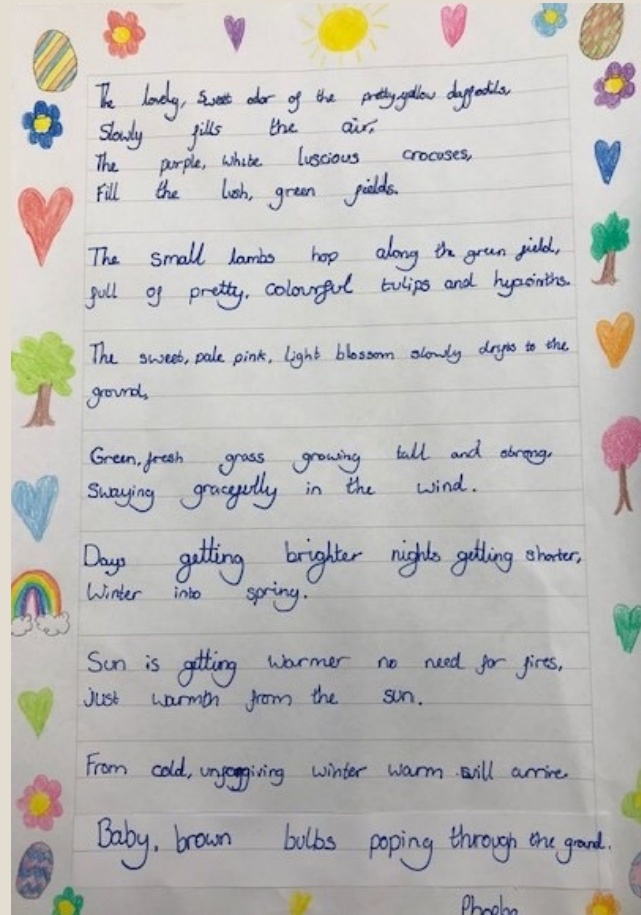 The lovely, sweet odor of the pretty,yellow daffodils,
Slowly fills the air,
The purple, white luscious crocuses,
Fill the lush, green fields.
The small lambs hop along the green field,
full of pretty, colourful tulips and hyacinths.
The sweet, pale pink, light blossom slowly drops to the
ground,
Green, fresh grass growing tall and strong,
Swaying gracefully in the wind.
Days getting brighter nights getting shorter,
Winter into spring.
Sun is getting warmer no need for fires,
Just warmth from the sun.
From cold, unforgiving winter warm will arrive.
Baby, brown bulbs poping through the ground.
Phoebe